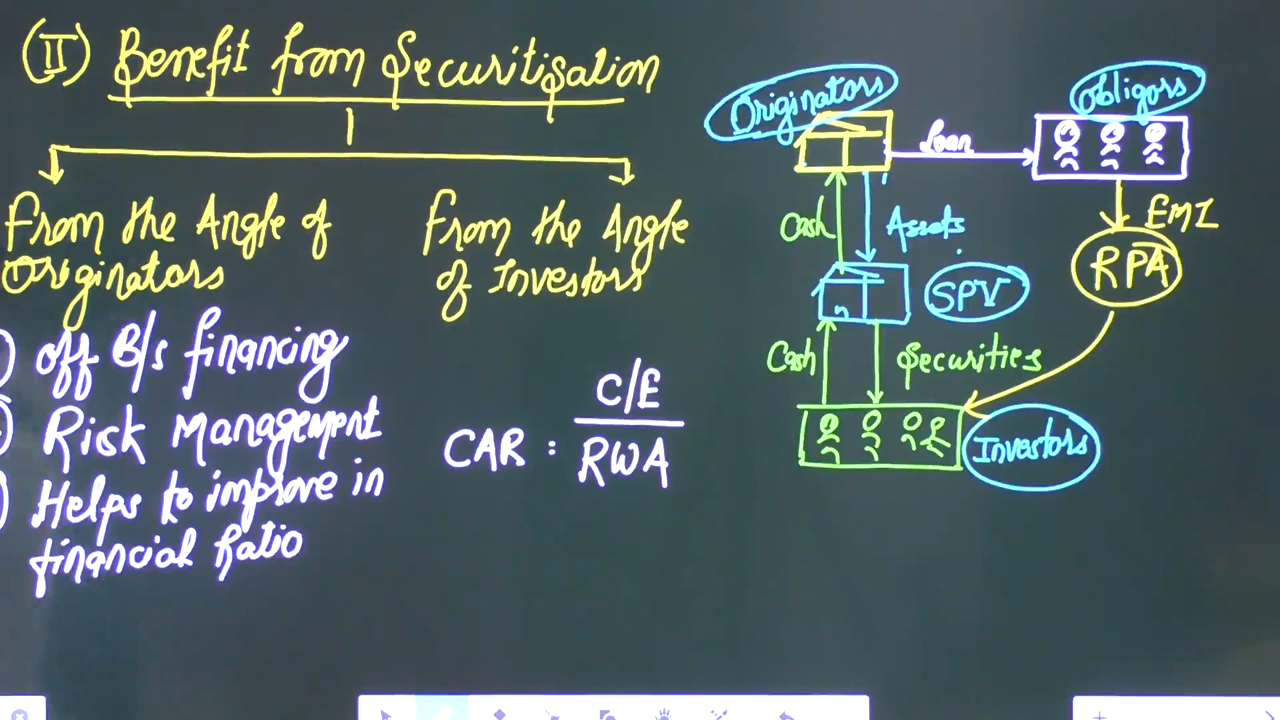 (II) Benefit from Securitisation
From the Angle of
Originators
From the Angle
of Investors
off B/s financing
Risk Management
Helps to improve in
financial Ratio
CAR = C/E
RWA
Originators
Obligors
Loan
EMI
RPA
Cash
Assets
SPV
Cash
Securities
Investors